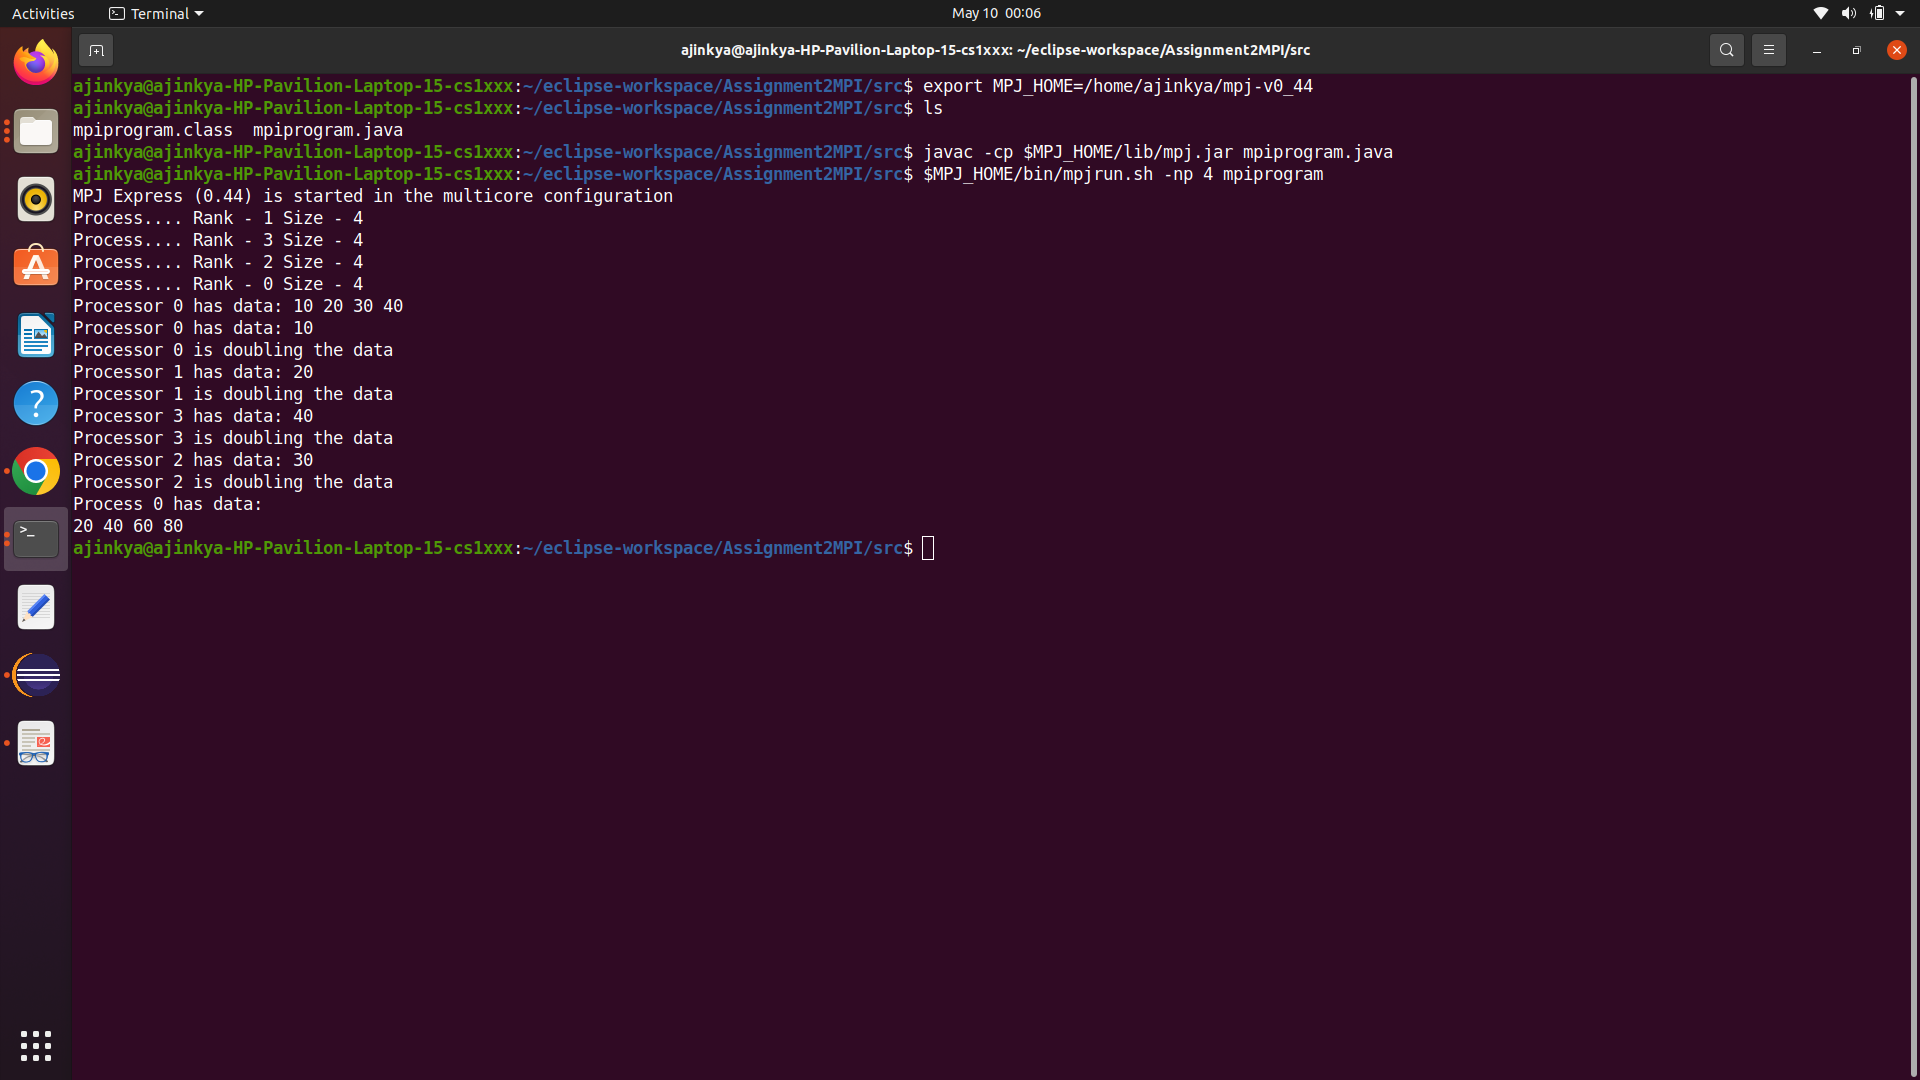 Activities Terminal May 10 00:06
ajinkya@ajinkya-HP-Pavilion-Laptop-15-cs1xxx: ~/eclipse-workspace/Assignment2MPI/src
ajinkya@ajinkya-HP-Pavilion-Laptop-15-cs1xxx:~/eclipse-workspace/Assignment2MPI/src$ export MPJ_HOME=/home/ajinkya/mpj-v0_44
ajinkya@ajinkya-HP-Pavilion-Laptop-15-cs1xxx:~/eclipse-workspace/Assignment2MPI/src$ ls
mpiprogram.class  mpiprogram.java
ajinkya@ajinkya-HP-Pavilion-Laptop-15-cs1xxx:~/eclipse-workspace/Assignment2MPI/src$ javac -cp $MPJ_HOME/lib/mpj.jar mpiprogram.java
ajinkya@ajinkya-HP-Pavilion-Laptop-15-cs1xxx:~/eclipse-workspace/Assignment2MPI/src$ $MPJ_HOME/bin/mpjrun.sh -np 4 mpiprogram
MPJ Express (0.44) is started in the multicore configuration
Process.... Rank - 1 Size - 4
Process.... Rank - 3 Size - 4
Process.... Rank - 2 Size - 4
Process.... Rank - 0 Size - 4
Processor 0 has data: 10 20 30 40
Processor 0 has data: 10
Processor 0 is doubling the data
Processor 1 has data: 20
Processor 1 is doubling the data
Processor 3 has data: 40
Processor 3 is doubling the data
Processor 2 has data: 30
Processor 2 is doubling the data
Process 0 has data:
20 40 60 80
ajinkya@ajinkya-HP-Pavilion-Laptop-15-cs1xxx:~/eclipse-workspace/Assignment2MPI/src$